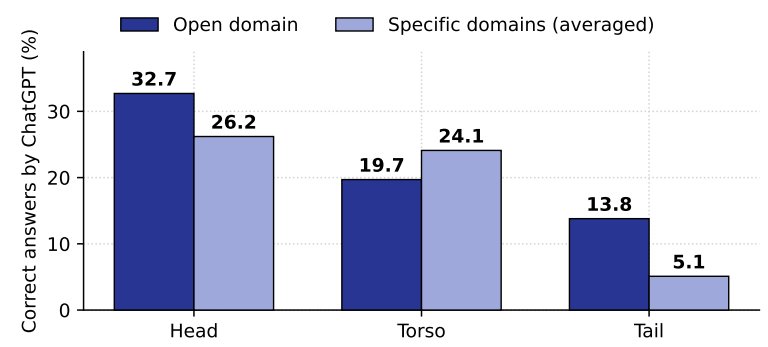 Open domain
Specific domains (averaged)
Correct answers by ChatGPT (%)
30
20
10
0
32.7
26.2
19.7
24.1
13.8
5.1
Head
Torso
Tail